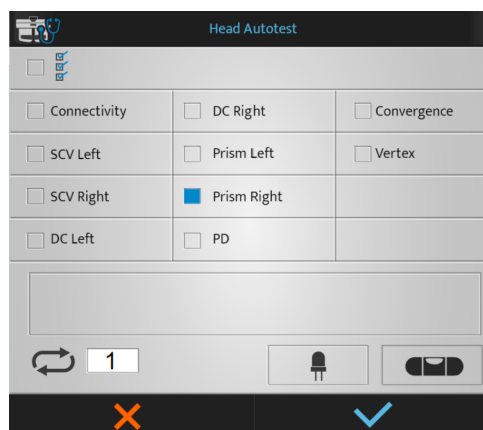 Head Autotest
Connectivity
DC Right
Convergence
SCV Left
Prism Left
Vertex
SCV Right
Prism Right
DC Left
PD
1